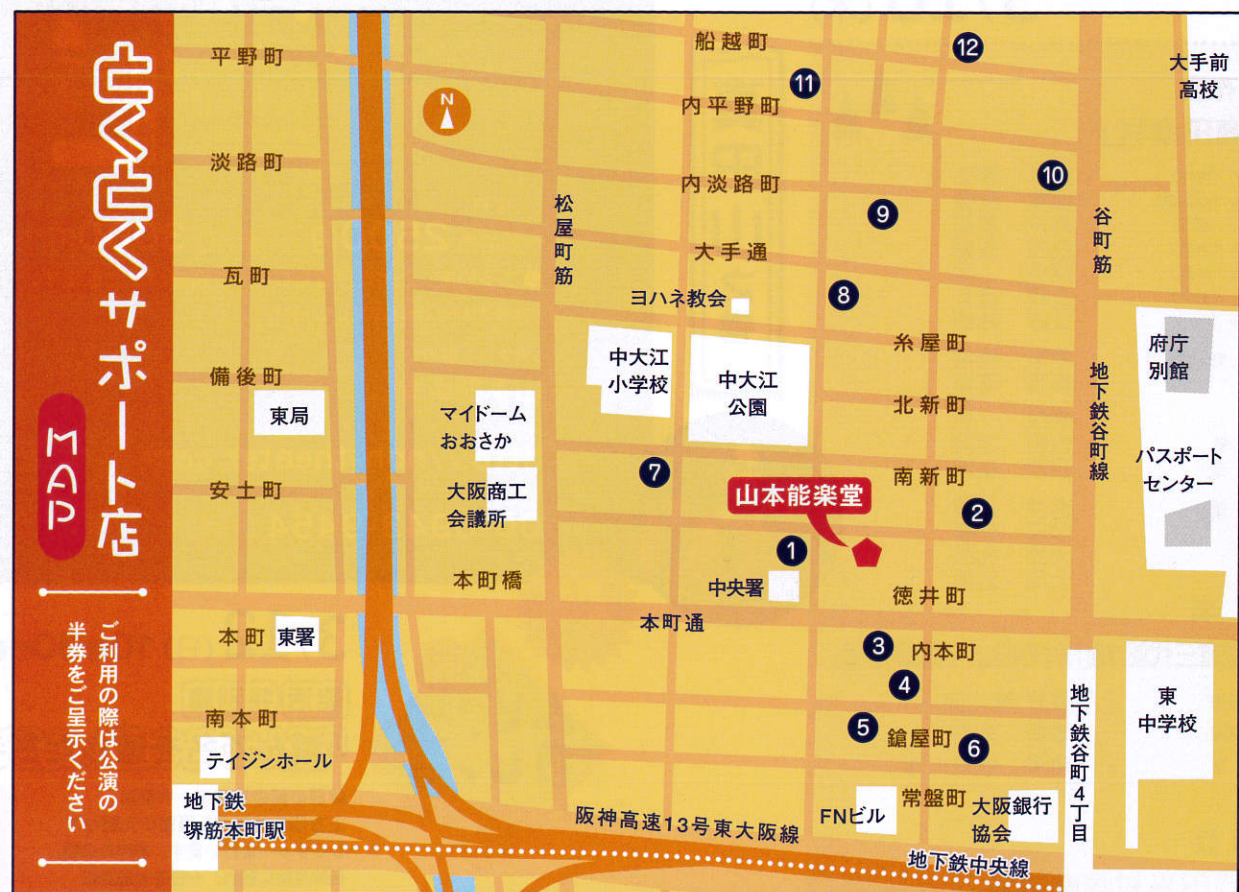 とくとくサポート店
MAP
ご利用の際は公演の
半券をご呈示ください
平野町
淡路町
瓦町
備後町
東局
安土町
本町
東署
南本町
テイジンホール
地下鉄
堺筋本町駅
N
松屋町筋
マイドーム
おおさか
大阪商工
会議所
本町橋
船越町
12
11
内平野町
内淡路町
10
9
大手通
8
ヨハネ教会
糸屋町
中大江
小学校
中大江
公園
北新町
7
南新町
山本能楽堂
2
1
中央署
徳井町
本町通
3
内本町
4
5
鎗屋町
6
常盤町
FNビル
大阪銀行
協会
阪神高速13号東大阪線
地下鉄中央線
大手前
高校
谷町筋
地下鉄谷町線
府庁
別館
パスポート
センター
地下鉄谷町4丁目
東
中学校